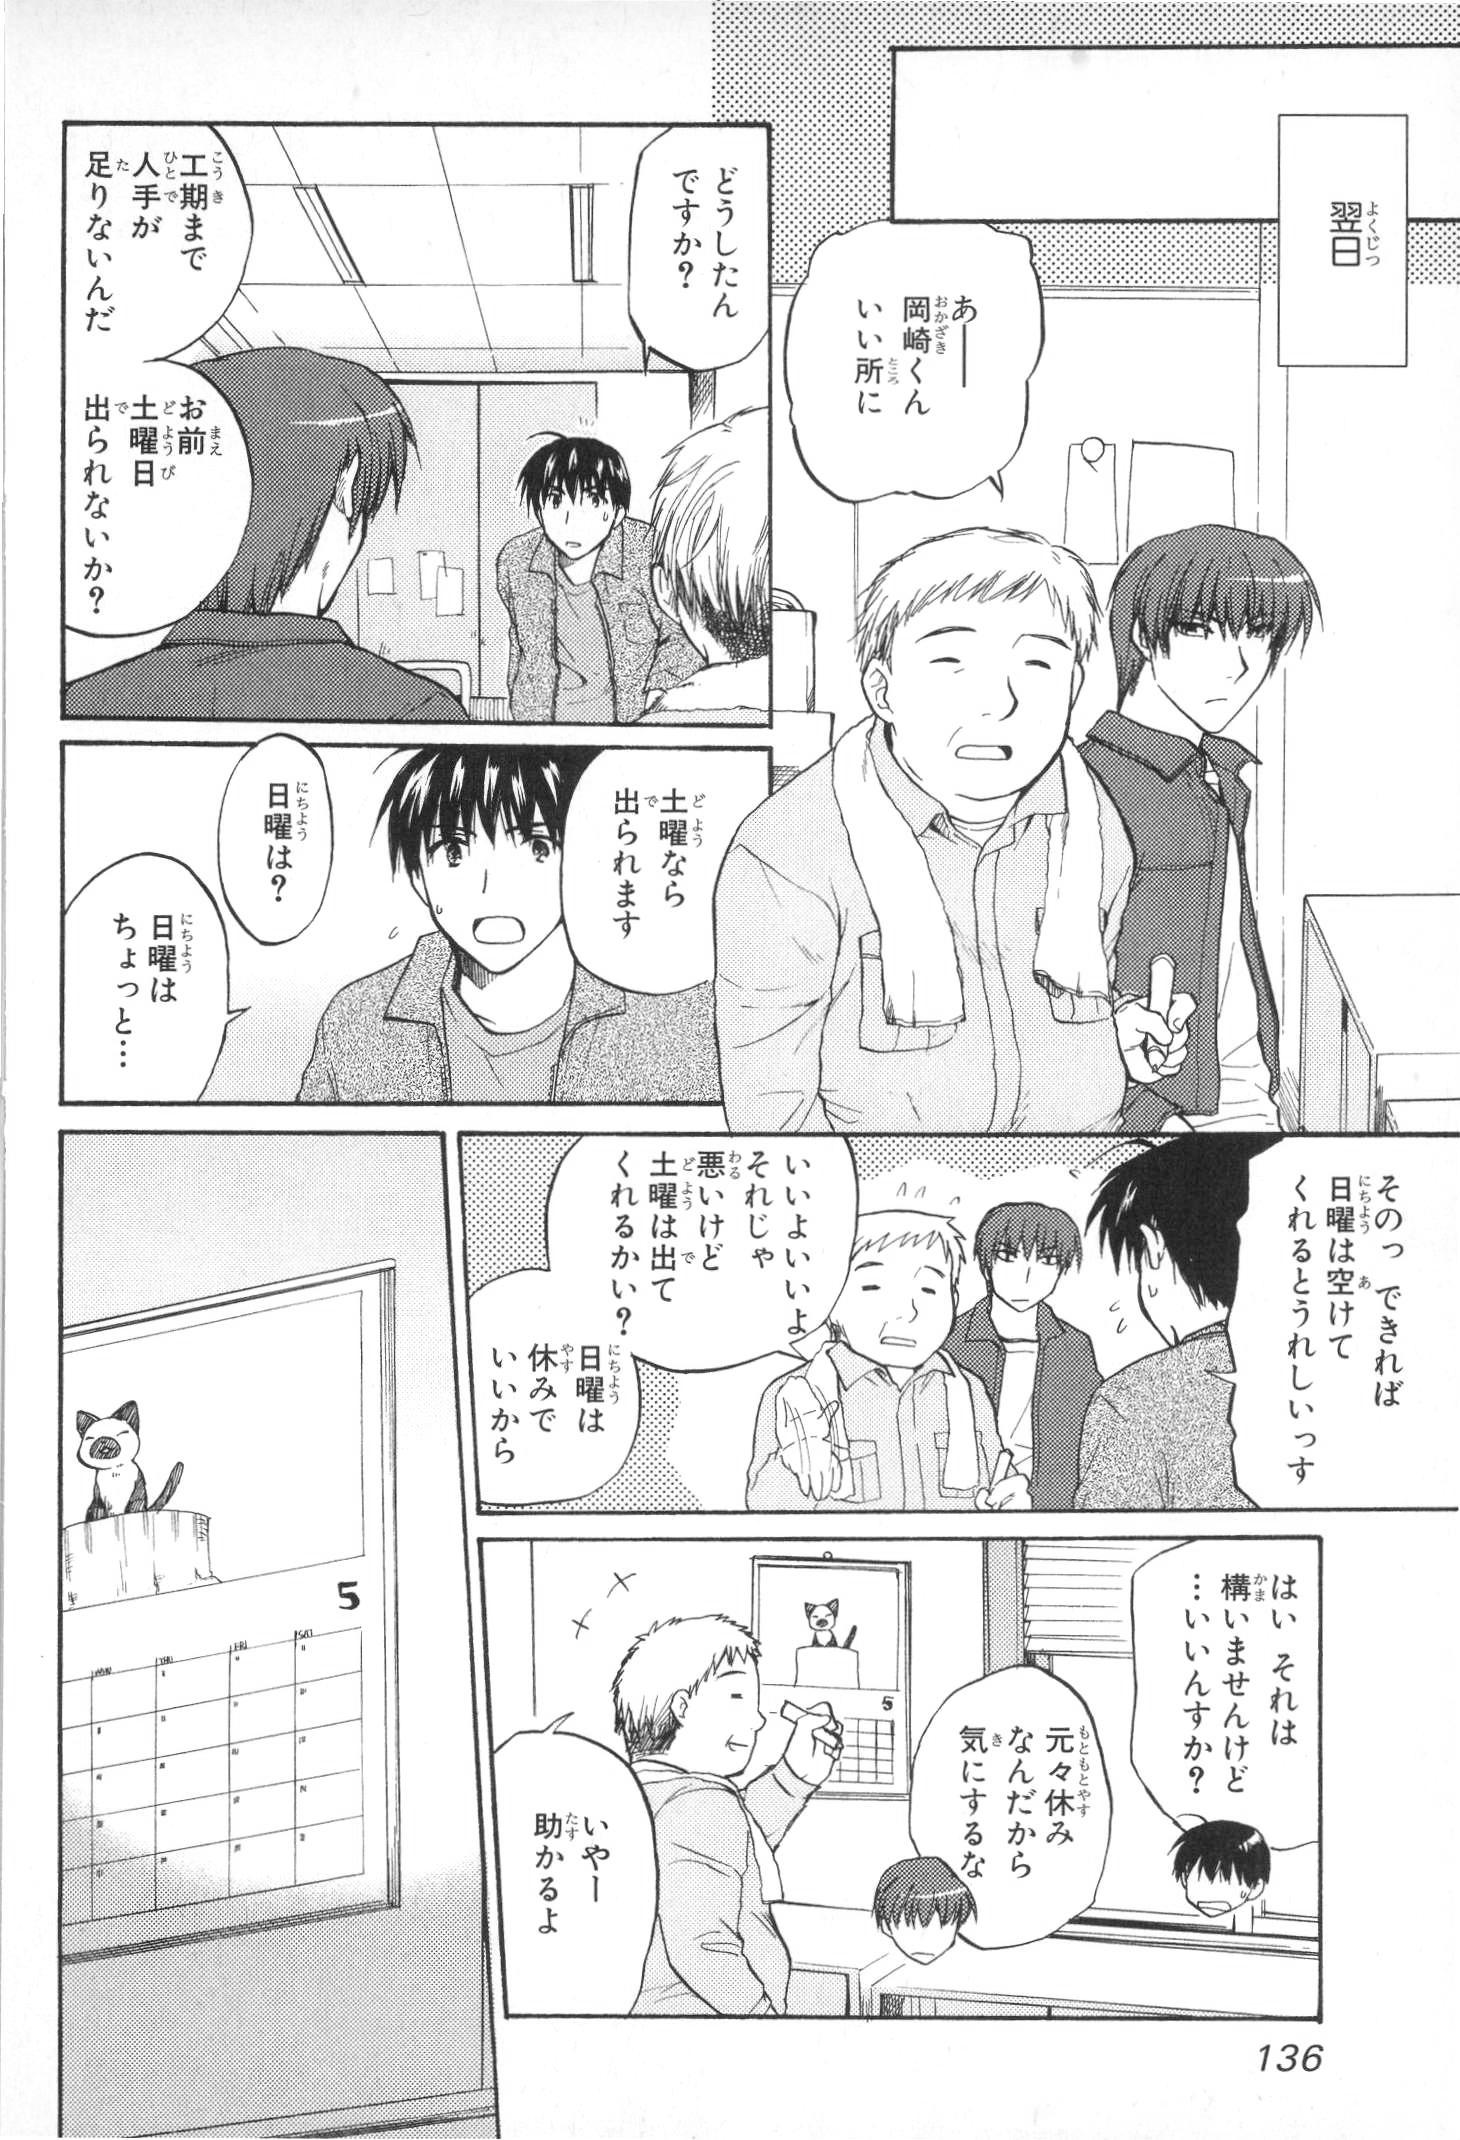 翌日
あー
岡崎くん
いい所に
どうしたん
ですか?
工期まで
人手が
足りないんだ
お前
土曜日
出られないか?
土曜なら
出られます
日曜は?
日曜は
ちょっと…
そのっ できれば
日曜は空けて
くれるとうれしいっす
いいよいいよ
それじゃ
悪いけど
土曜は出て
くれるかい?
日曜は
休みで
いいから
はい それは
構いませんけど
…いいんすか?
元々休み
なんだから
気にするな
いやー
助かるよ
5
5
THU
FRI
SAT
136